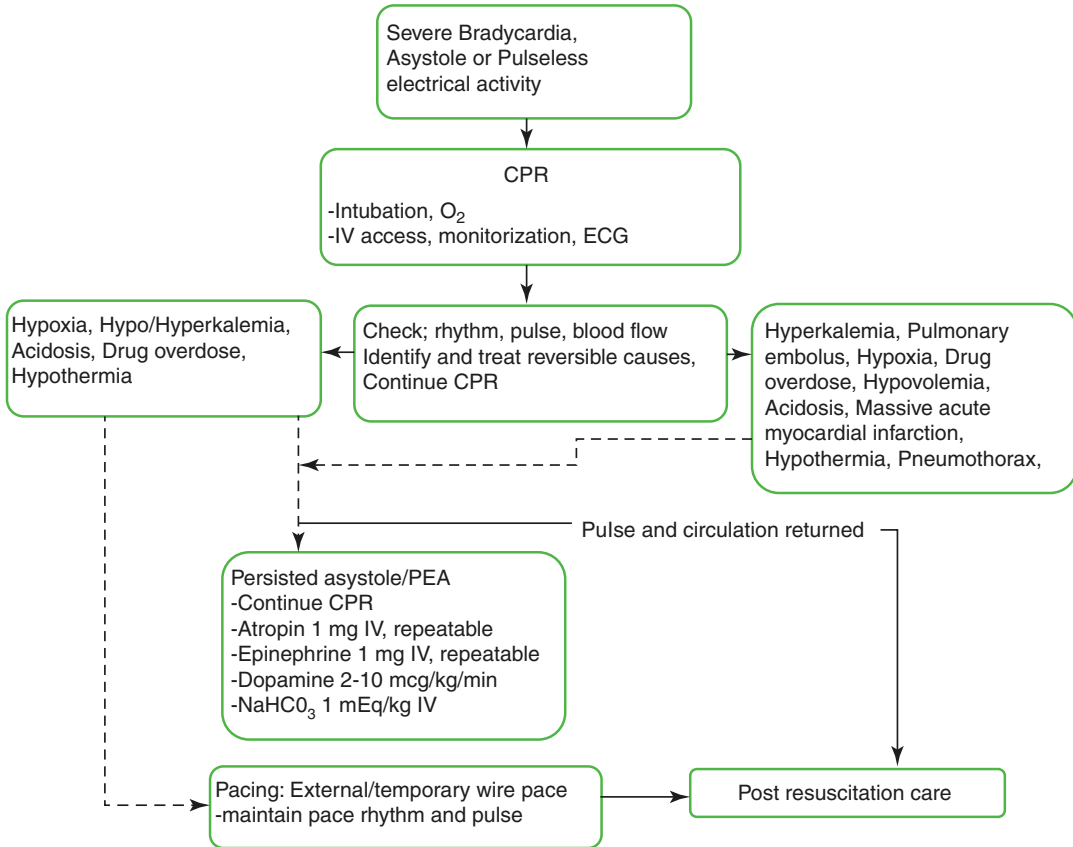 Severe Bradycardia,
Asystole or Pulseless
electrical activity
CPR
-Intubation, O₂
-IV access, monitorization, ECG
Hypoxia, Hypo/Hyperkalemia,
Acidosis, Drug overdose,
Hypothermia
Check; rhythm, pulse, blood flow
Identify and treat reversible causes,
Continue CPR
Hyperkalemia, Pulmonary
embolus, Hypoxia, Drug
overdose, Hypovolemia,
Acidosis, Massive acute
myocardial infarction,
Hypothermia, Pneumothorax,
Pulse and circulation returned
Persisted asystole/PEA
-Continue CPR
-Atropin 1 mg IV, repeatable
-Epinephrine 1 mg IV, repeatable
-Dopamine 2-10 mcg/kg/min
-NaHC0₃ 1 mEq/kg IV
Pacing: External/temporary wire pace
-maintain pace rhythm and pulse
Post resuscitation care